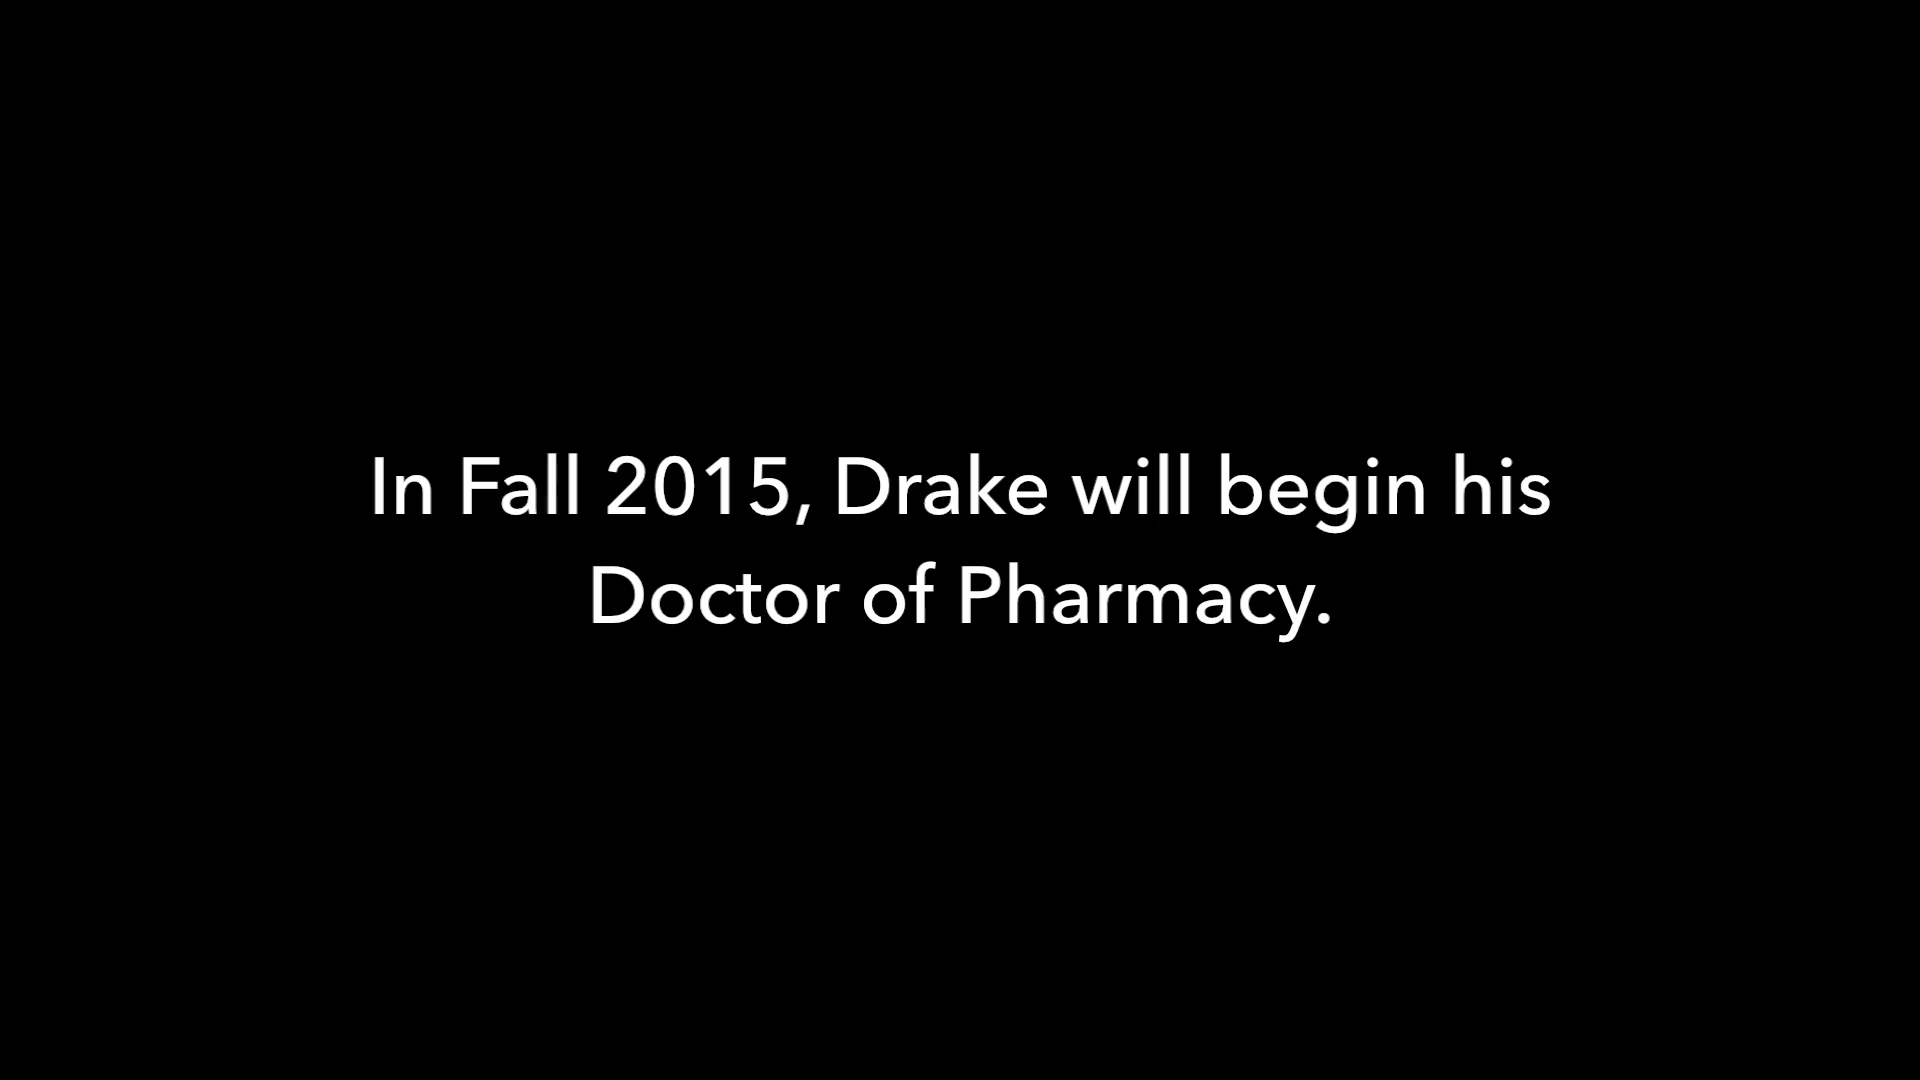 In Fall 2015, Drake will begin his
Doctor of Pharmacy.